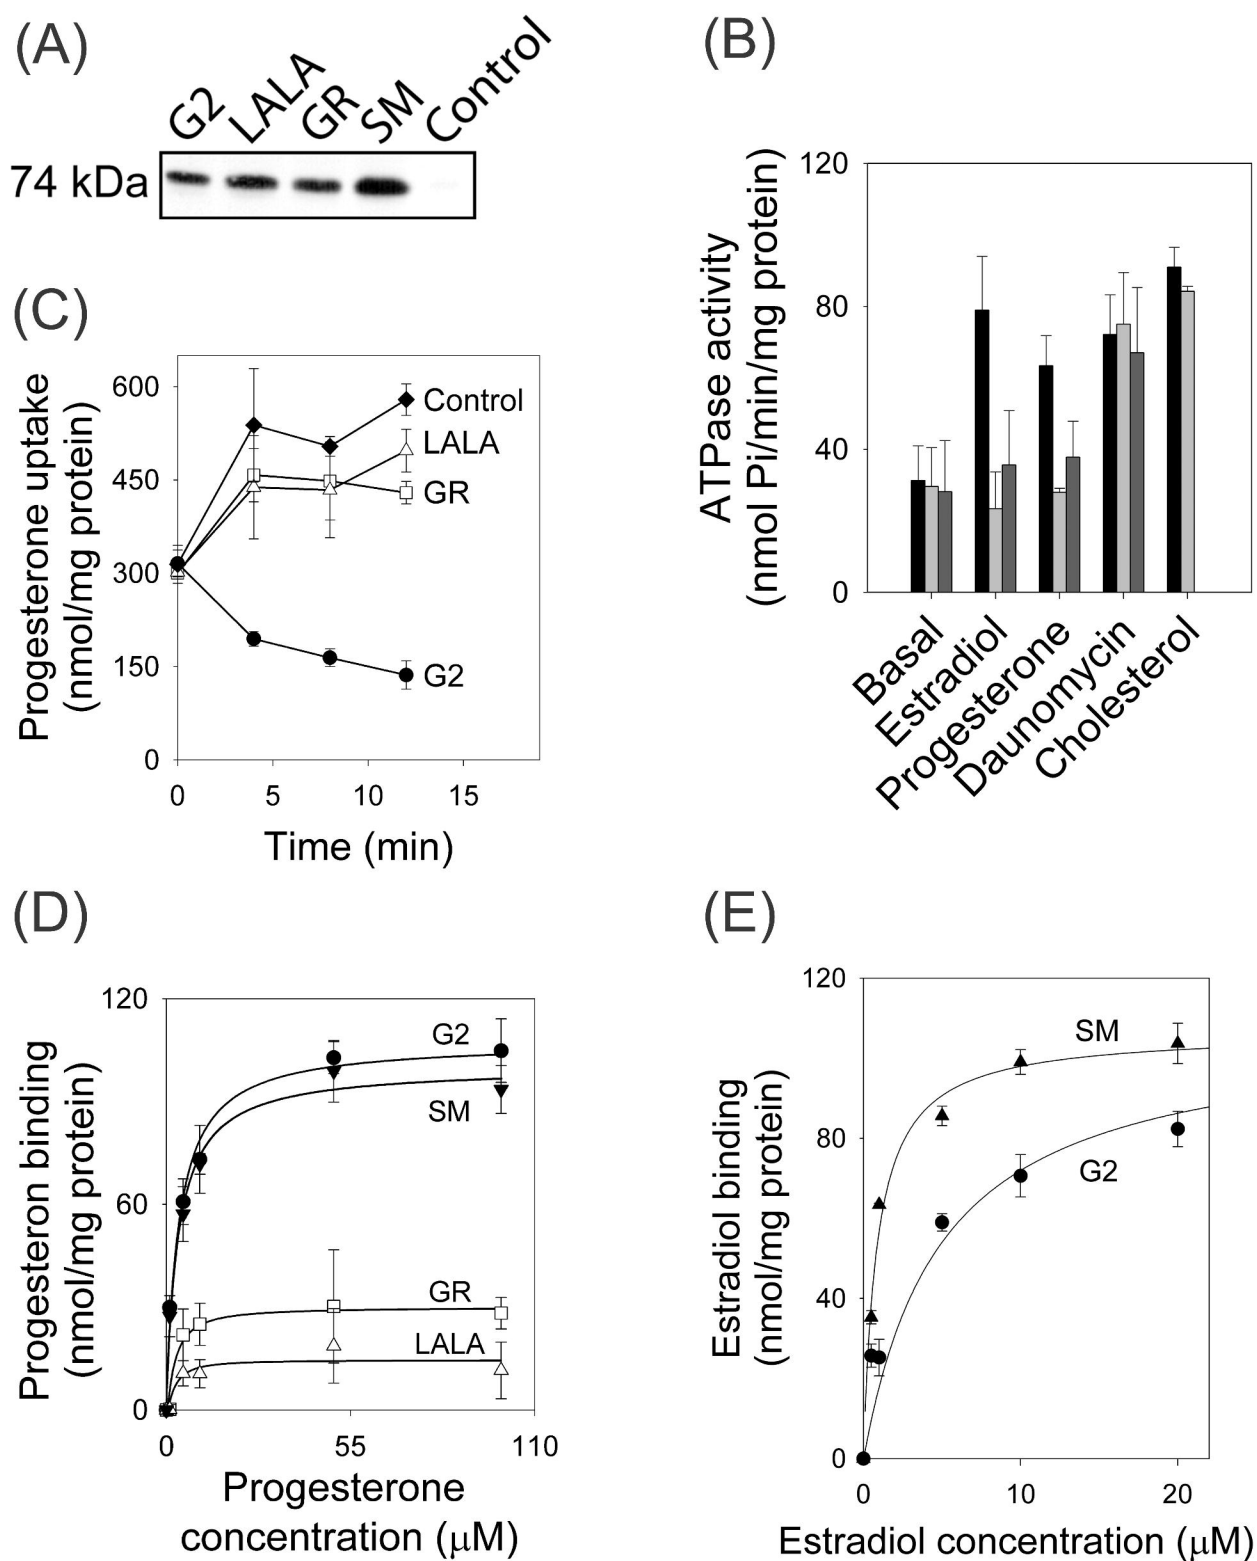 (A)
G2 LALA GR SM Control
74 kDa
(B)
ATPase activity
(nmol Pi/min/mg protein)
120
80
40
0
Basal
Estradiol
Progesterone
Daunomycin
Cholesterol
(C)
Progesterone uptake
(nmol/mg protein)
600
450
300
150
0
Control
LALA
GR
G2
0 5 10 15
Time (min)
(D)
Progesteron binding
(nmol/mg protein)
120
60
0
G2
SM
GR
LALA
0 55 110
Progesterone
concentration (μM)
(E)
Estradiol binding
(nmol/mg protein)
120
80
40
0
SM
G2
0 10 20
Estradiol concentration (μM)